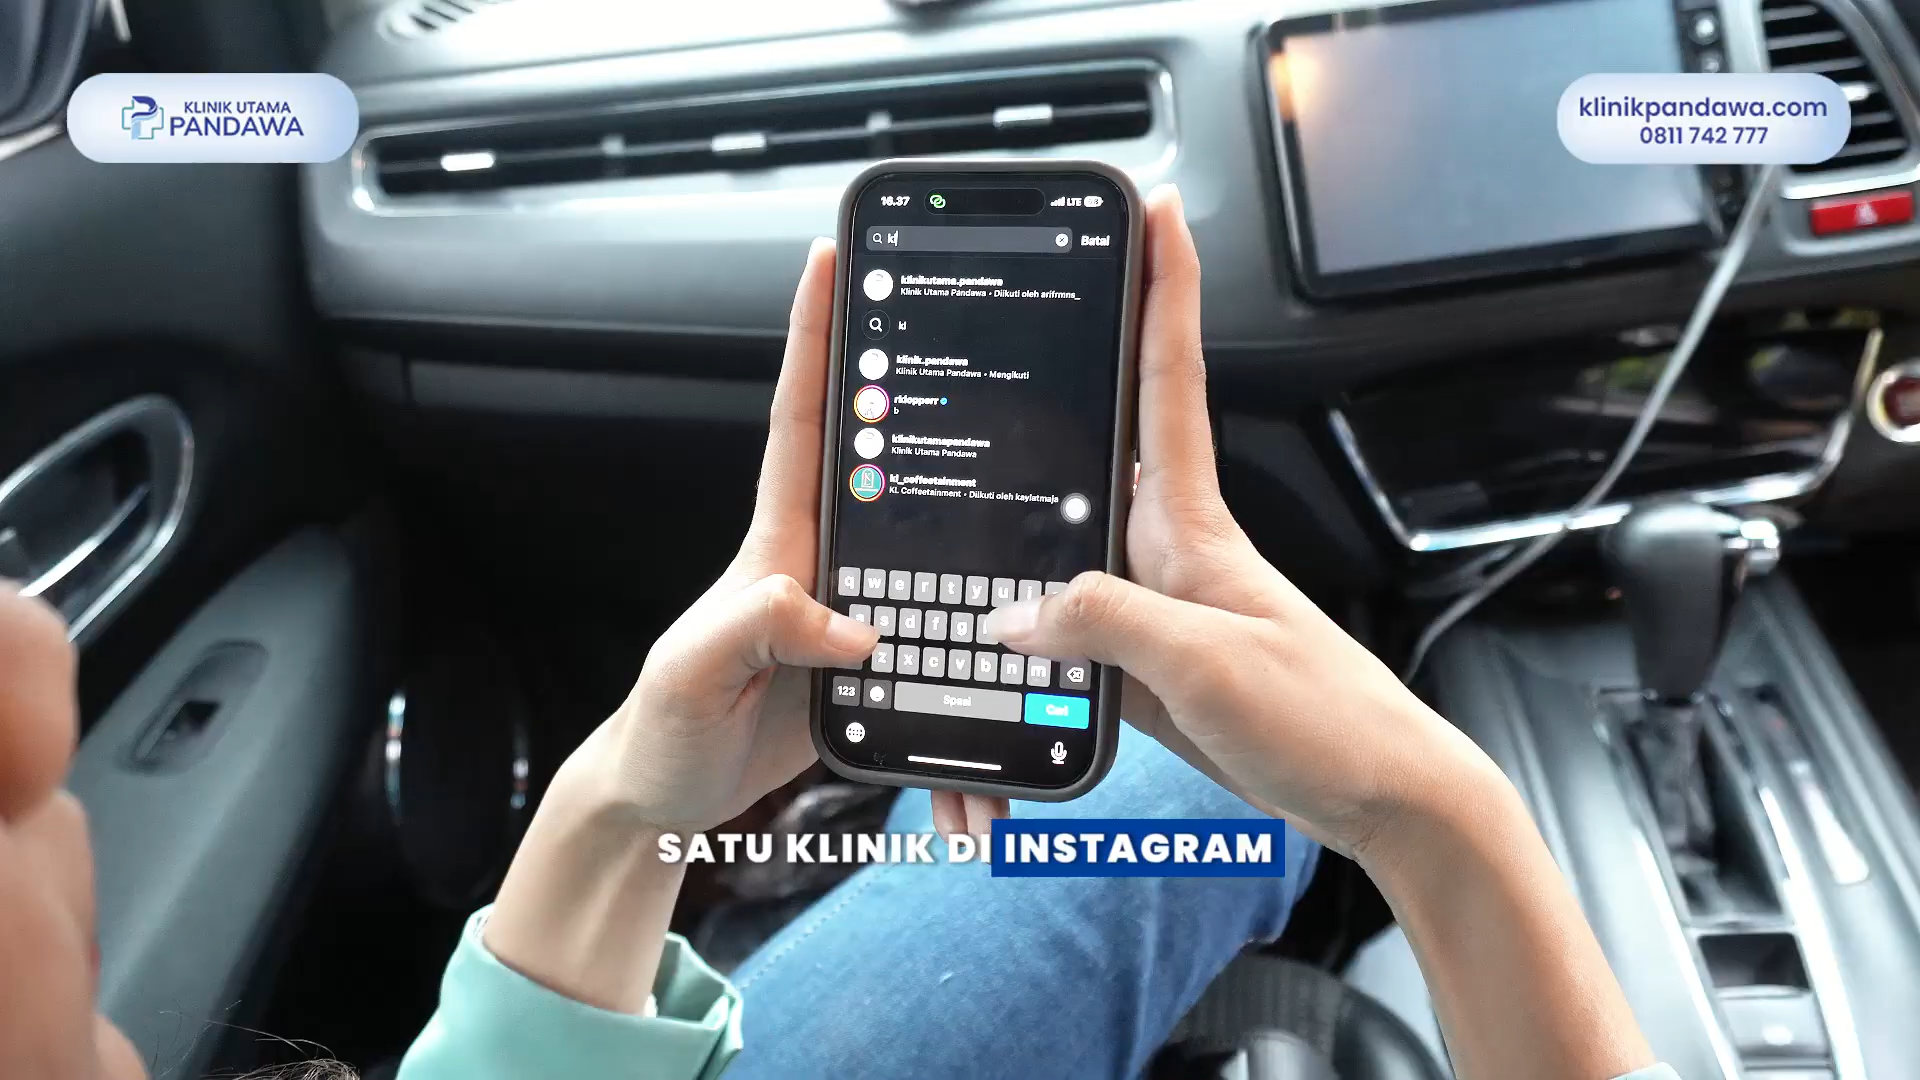 KLINIK UTAMA
PANDAWA
klinikpandawa.com
0811 742 777
16.37
LTE
kl
Batal
klinikutama.pandawa
Klinik Utama Pandawa • Diikuti oleh arifrmns_
kl
klinik.pandawa
Klinik Utama Pandawa • Mengikuti
rklopperr
b
klinikutamapandawa
Klinik Utama Pandawa
kl_coffeetainment
KL Coffeetainment • Diikuti oleh kaylatmaja
q w e r t y u i
a s d f g
z x c v b n m
123
Spasi
Cari
SATU KLINIK DI INSTAGRAM